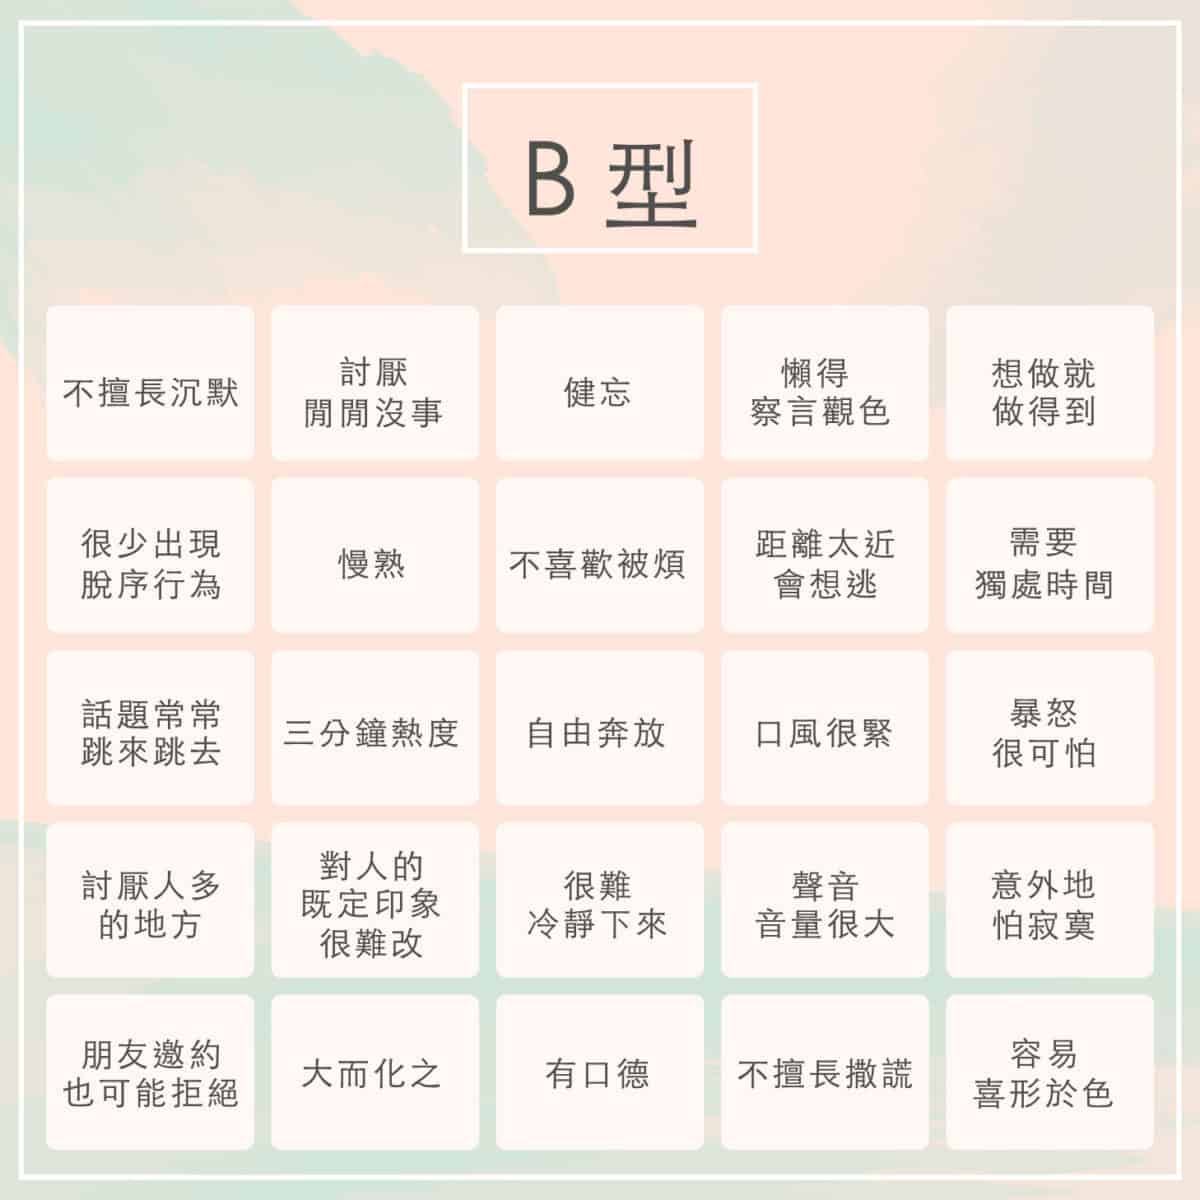 B 型
不擅長沉默
討厭
閒閒沒事
健忘
懶得
察言觀色
想做就
做得到
很少出現
脫序行為
慢熟
不喜歡被煩
距離太近
會想逃
需要
獨處時間
話題常常
跳來跳去
三分鐘熱度
自由奔放
口風很緊
暴怒
很可怕
討厭人多
的地方
對人的
既定印象
很難改
很難
冷靜下來
聲音
音量很大
意外地
怕寂寞
朋友邀約
也可能拒絕
大而化之
有口德
不擅長撒謊
容易
喜形於色